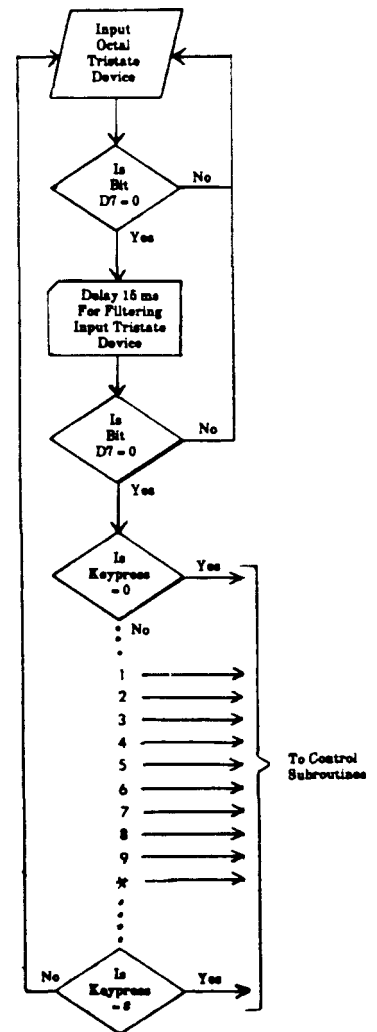 Input
Octal
Tristate
Device
Is
Bit
D7 = 0
No
Yes
Delay 15 ms
For Filtering
Input Tristate
Device
Is
Bit
D7 = 0
No
Yes
Is
Keypress
= 0
Yes
No
1
2
3
4
5
6
7
8
9
*
To Control
Subroutines
No
Is
Keypress
=
Yes